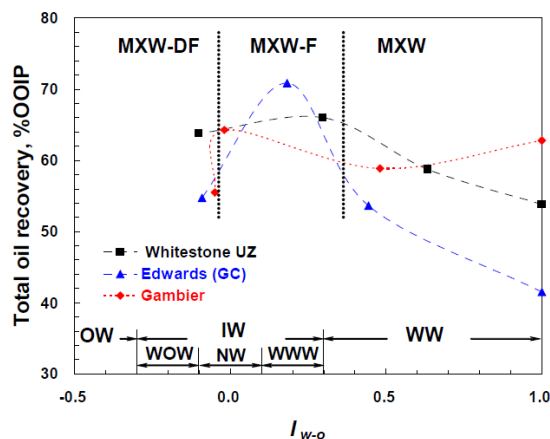 80
MXW-DF MXW-F MXW
70
60
50
40
30
Total oil recovery, %OOIP
Whitestone UZ
Edwards (GC)
Gambier
OW IW WW
WOW NW WWW
-0.5 0.0 0.5 1.0
I w-o